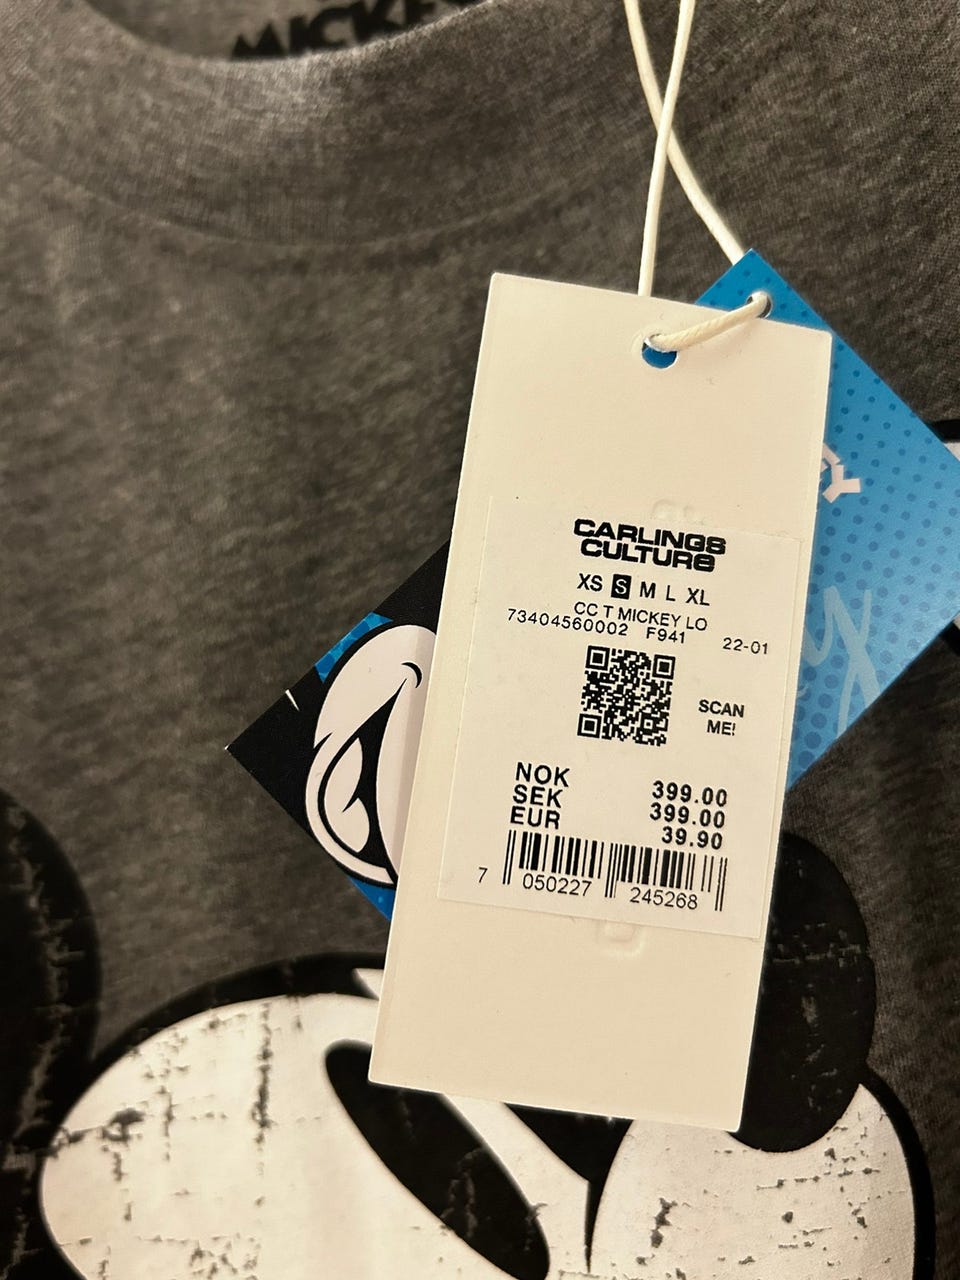 MICKEY
CARLINGS
CULTURE
XS S M L XL
CC T MICKEY LO
73404560002 F941 22-01
SCAN
ME!
NOK 399.00
SEK 399.00
EUR 39.90
7 050227 245268